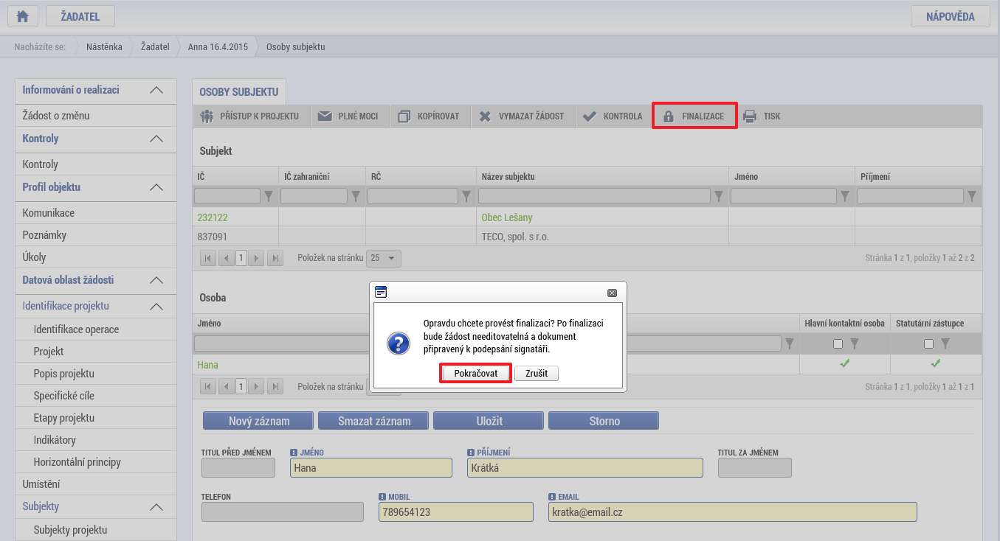 ŽADATEL
NÁPOVĚDA
Nacházíte se: Nástěnka Žadatel Anna 16.4.2015 Osoby subjektu
Informování o realizaci
Žádost o změnu
Kontroly
Kontroly
Profil objektu
Komunikace
Poznámky
Úkoly
Datová oblast žádosti
Identifikace projektu
Identifikace operace
Projekt
Popis projektu
Specifické cíle
Etapy projektu
Indikátory
Horizontální principy
Umístění
Subjekty
Subjekty projektu
OSOBY SUBJEKTU
PŘÍSTUP K PROJEKTU PLNÉ MOCI KOPÍROVAT VYMAZAT ŽÁDOST KONTROLA FINALIZACE TISK
Subjekt
IČ IČ zahraniční RČ Název subjektu Jméno Příjmení
232122 Obec Lešany
837091 TECO, spol. s r.o.
1 Položek na stránku 25 Stránka 1 z 1, položky 1 až 2 z 2
Osoba
Jméno Hlavní kontaktní osoba Statutární zástupce
Hana
1 Položek na stránku Stránka 1 z 1, položky 1 až 1 z 1
Opravdu chcete provést finalizaci? Po finalizaci
bude žádost needitovatelná a dokument
připravený k podepsání signatáři.
Pokračovat Zrušit
Nový záznam Smazat záznam Uložit Storno
TITUL PŘED JMÉNEM JMÉNO PŘÍJMENÍ TITUL ZA JMÉNEM
Hana Krátká
TELEFON MOBIL EMAIL
789654123 kratka@email.cz